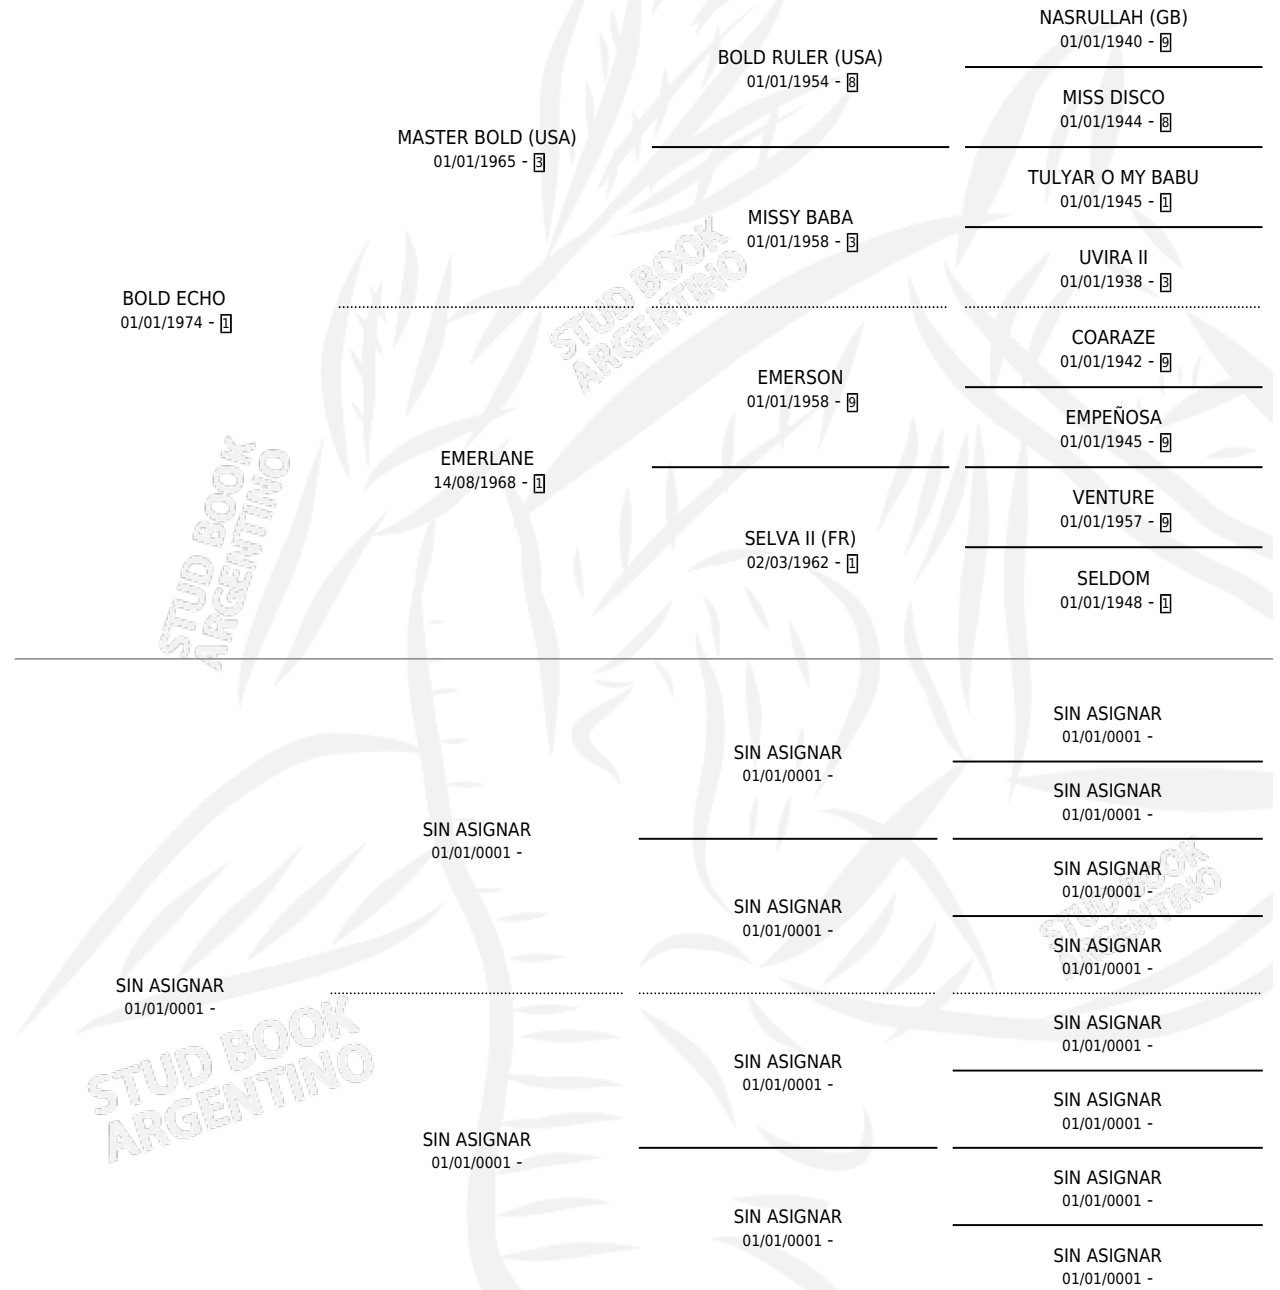 NASRULLAH (GB)
01/01/1940 - 9
BOLD RULER (USA)
01/01/1954 - 8
MISS DISCO
01/01/1944 - 8
MASTER BOLD (USA)
01/01/1965 - 3
TULYAR O MY BABU
01/01/1945 - 1
MISSY BABA
01/01/1958 - 3
UVIRA II
01/01/1938 - 3
BOLD ECHO
01/01/1974 - 1
COARAZE
01/01/1942 - 9
EMERSON
01/01/1958 - 9
EMPEÑOSA
01/01/1945 - 9
EMERLANE
14/08/1968 - 1
VENTURE
01/01/1957 - 9
SELVA II (FR)
02/03/1962 - 1
SELDOM
01/01/1948 - 1
STUD BOOK
ARGENTINO
STUD BOOK
ARGENTINO
SIN ASIGNAR
01/01/0001 -
SIN ASIGNAR
01/01/0001 -
SIN ASIGNAR
01/01/0001 -
SIN ASIGNAR
01/01/0001 -
SIN ASIGNAR
01/01/0001 -
SIN ASIGNAR
01/01/0001 -
SIN ASIGNAR
01/01/0001 -
SIN ASIGNAR
01/01/0001 -
SIN ASIGNAR
01/01/0001 -
SIN ASIGNAR
01/01/0001 -
SIN ASIGNAR
01/01/0001 -
SIN ASIGNAR
01/01/0001 -
SIN ASIGNAR
01/01/0001 -
SIN ASIGNAR
01/01/0001 -
SIN ASIGNAR
01/01/0001 -
STUD BOOK
ARGENTINO
STUD BOOK
ARGENTINO